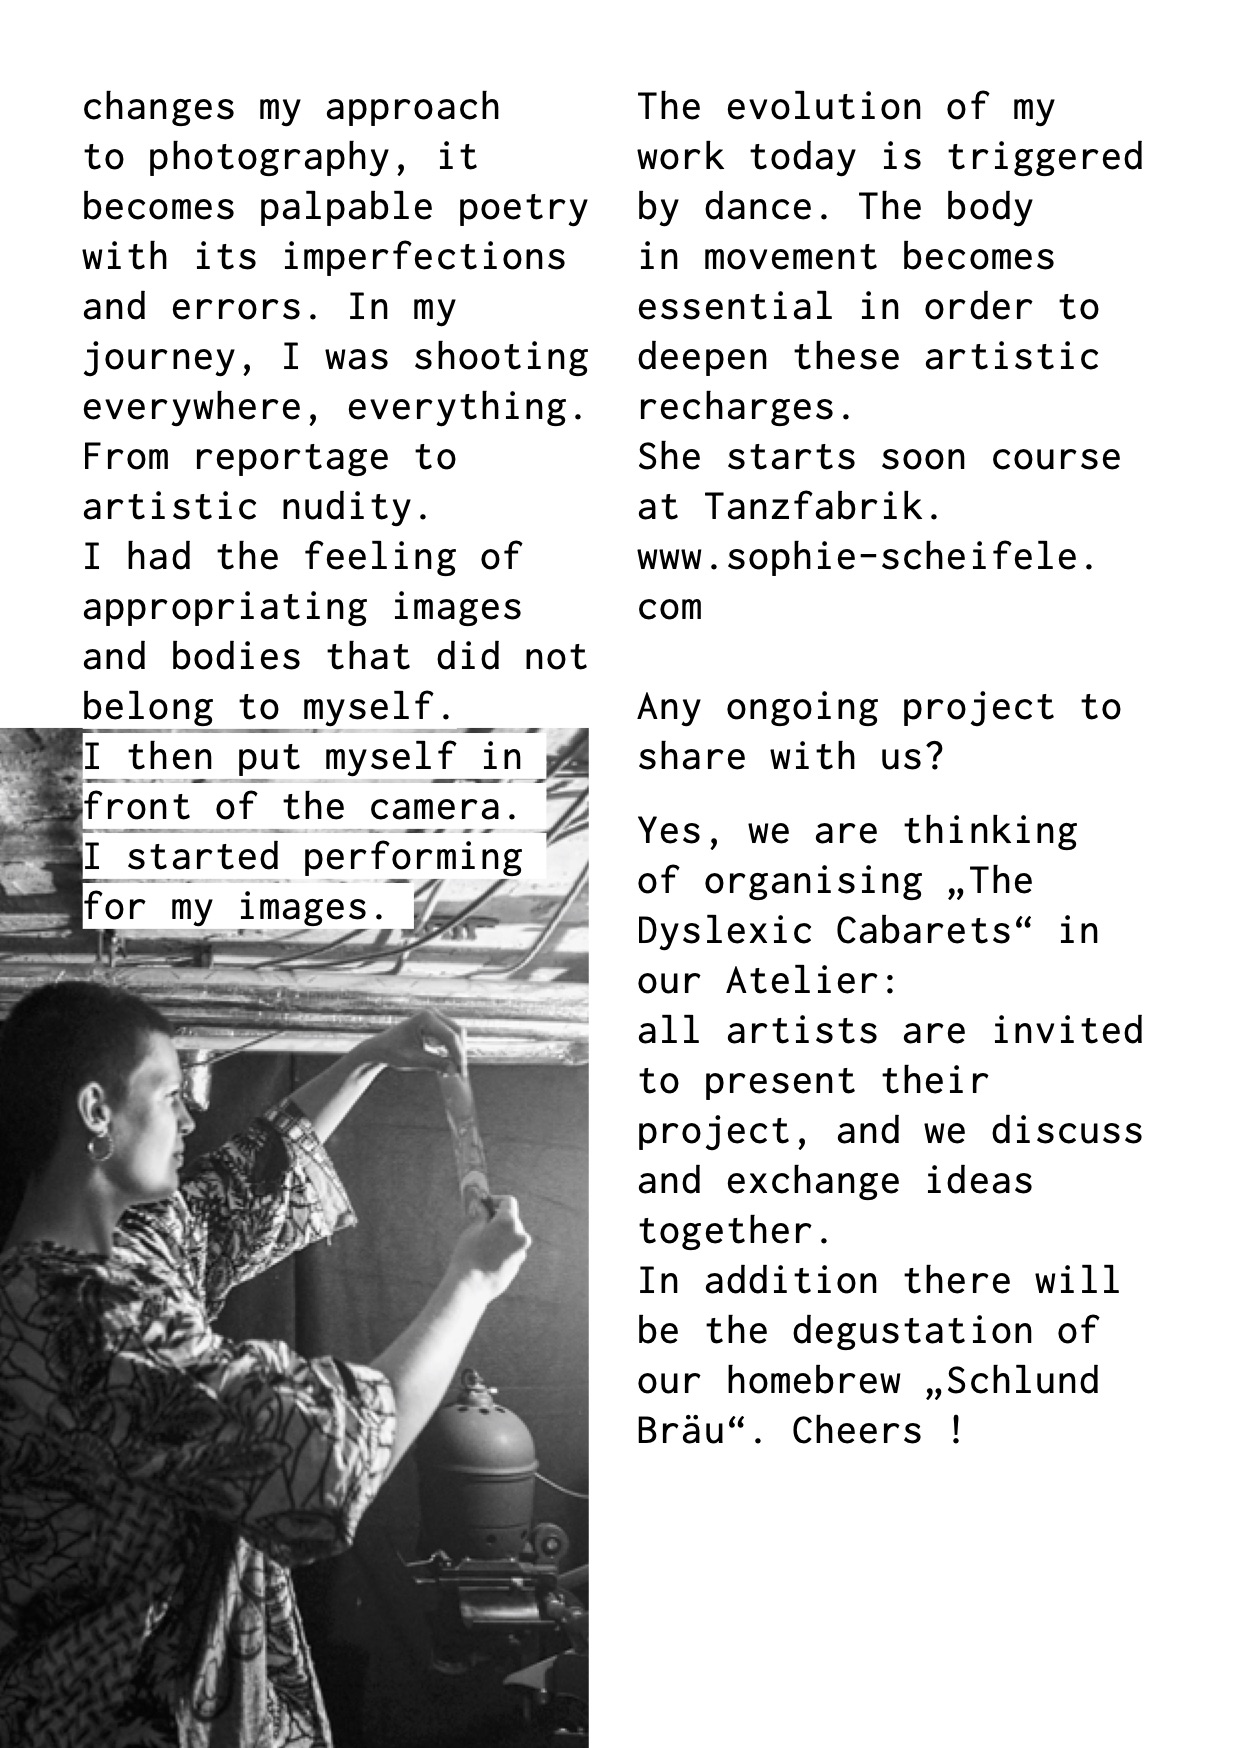 changes my approach
to photography, it
becomes palpable poetry
with its imperfections
and errors. In my
journey, I was shooting
everywhere, everything.
From reportage to
artistic nudity.
I had the feeling of
appropriating images
and bodies that did not
belong to myself.
I then put myself in
front of the camera.
I started performing
for my images.
The evolution of my
work today is triggered
by dance. The body
in movement becomes
essential in order to
deepen these artistic
recharges.
She starts soon course
at Tanzfabrik.
www.sophie-scheifele.
com
Any ongoing project to
share with us?
Yes, we are thinking
of organising „The
Dyslexic Cabarets“ in
our Atelier:
all artists are invited
to present their
project, and we discuss
and exchange ideas
together.
In addition there will
be the degustation of
our homebrew „Schlund
Bräu“. Cheers !